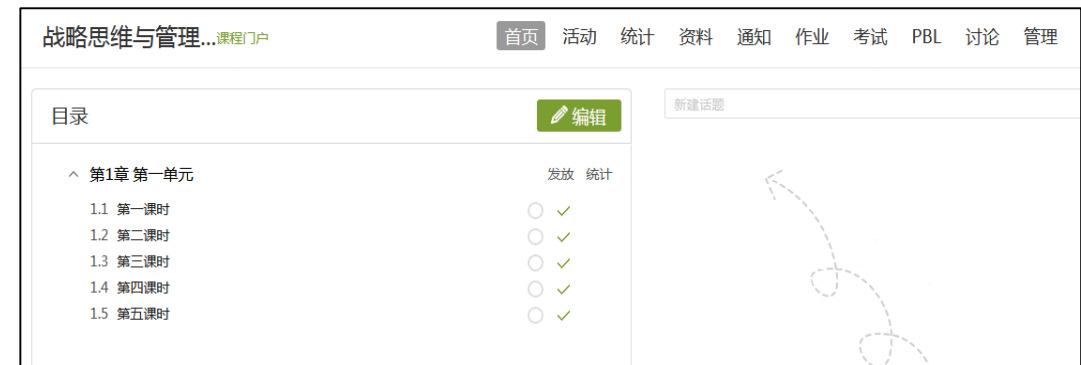 战略思维与管理...课程门户
首页 活动 统计 资料 通知 作业 考试 PBL 讨论 管理
目录
编辑
新建话题
第1章 第一单元
发放 统计
1.1 第一课时
1.2 第二课时
1.3 第三课时
1.4 第四课时
1.5 第五课时